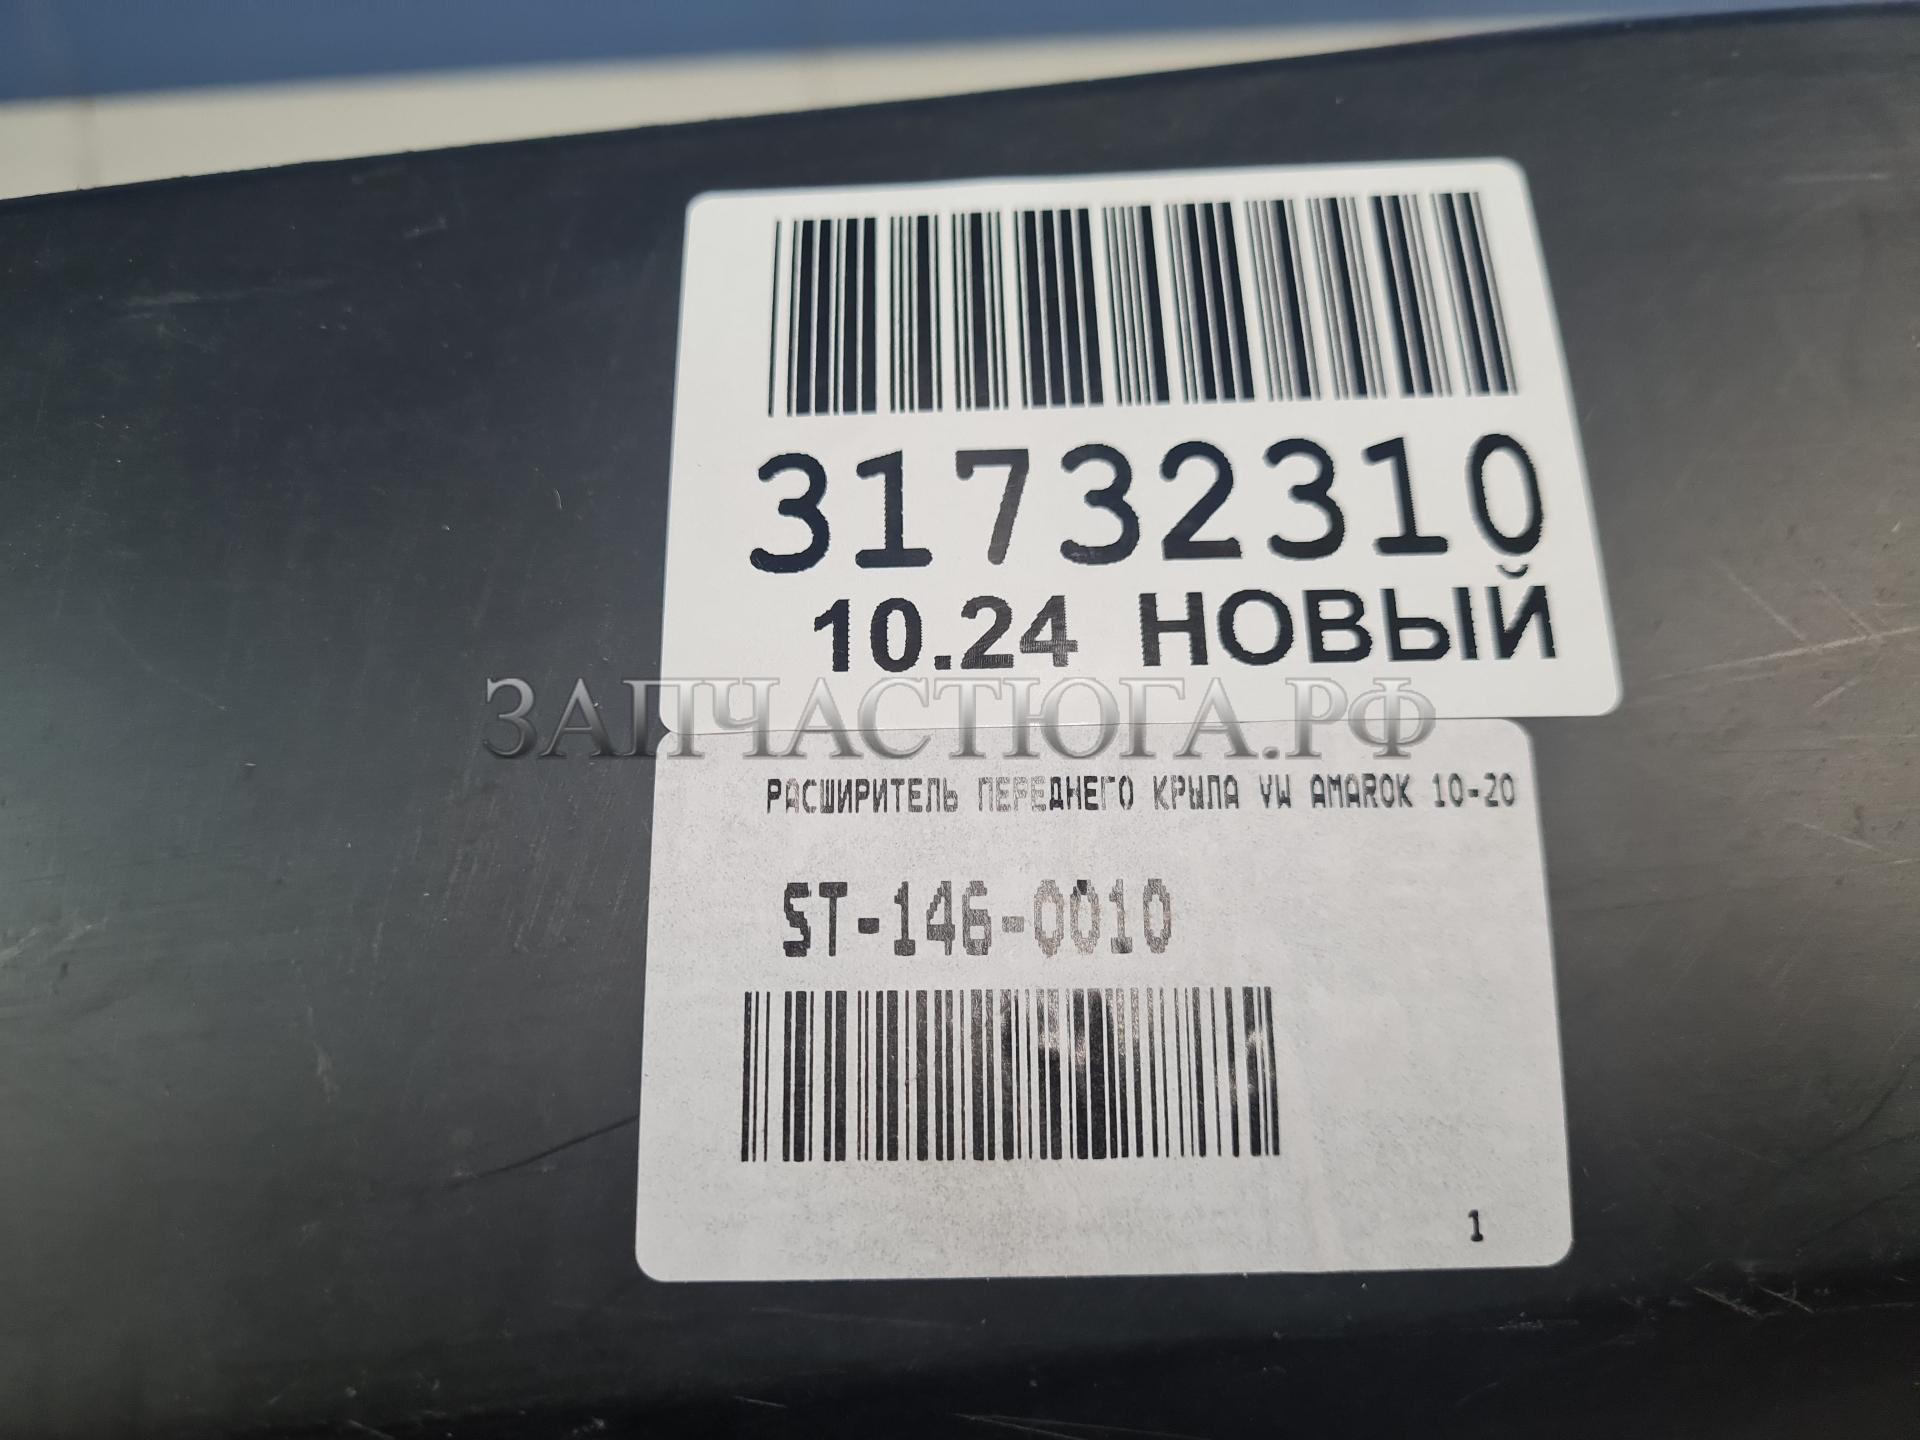 31732310
10.24 НОВЫЙ
ЗАПЧАСТЮГА.РФ
РАСШИРИТЕЛЬ ПЕРЕДНЕГО КРЫЛА VW AMAROK 10-20
ST-146-0010
1